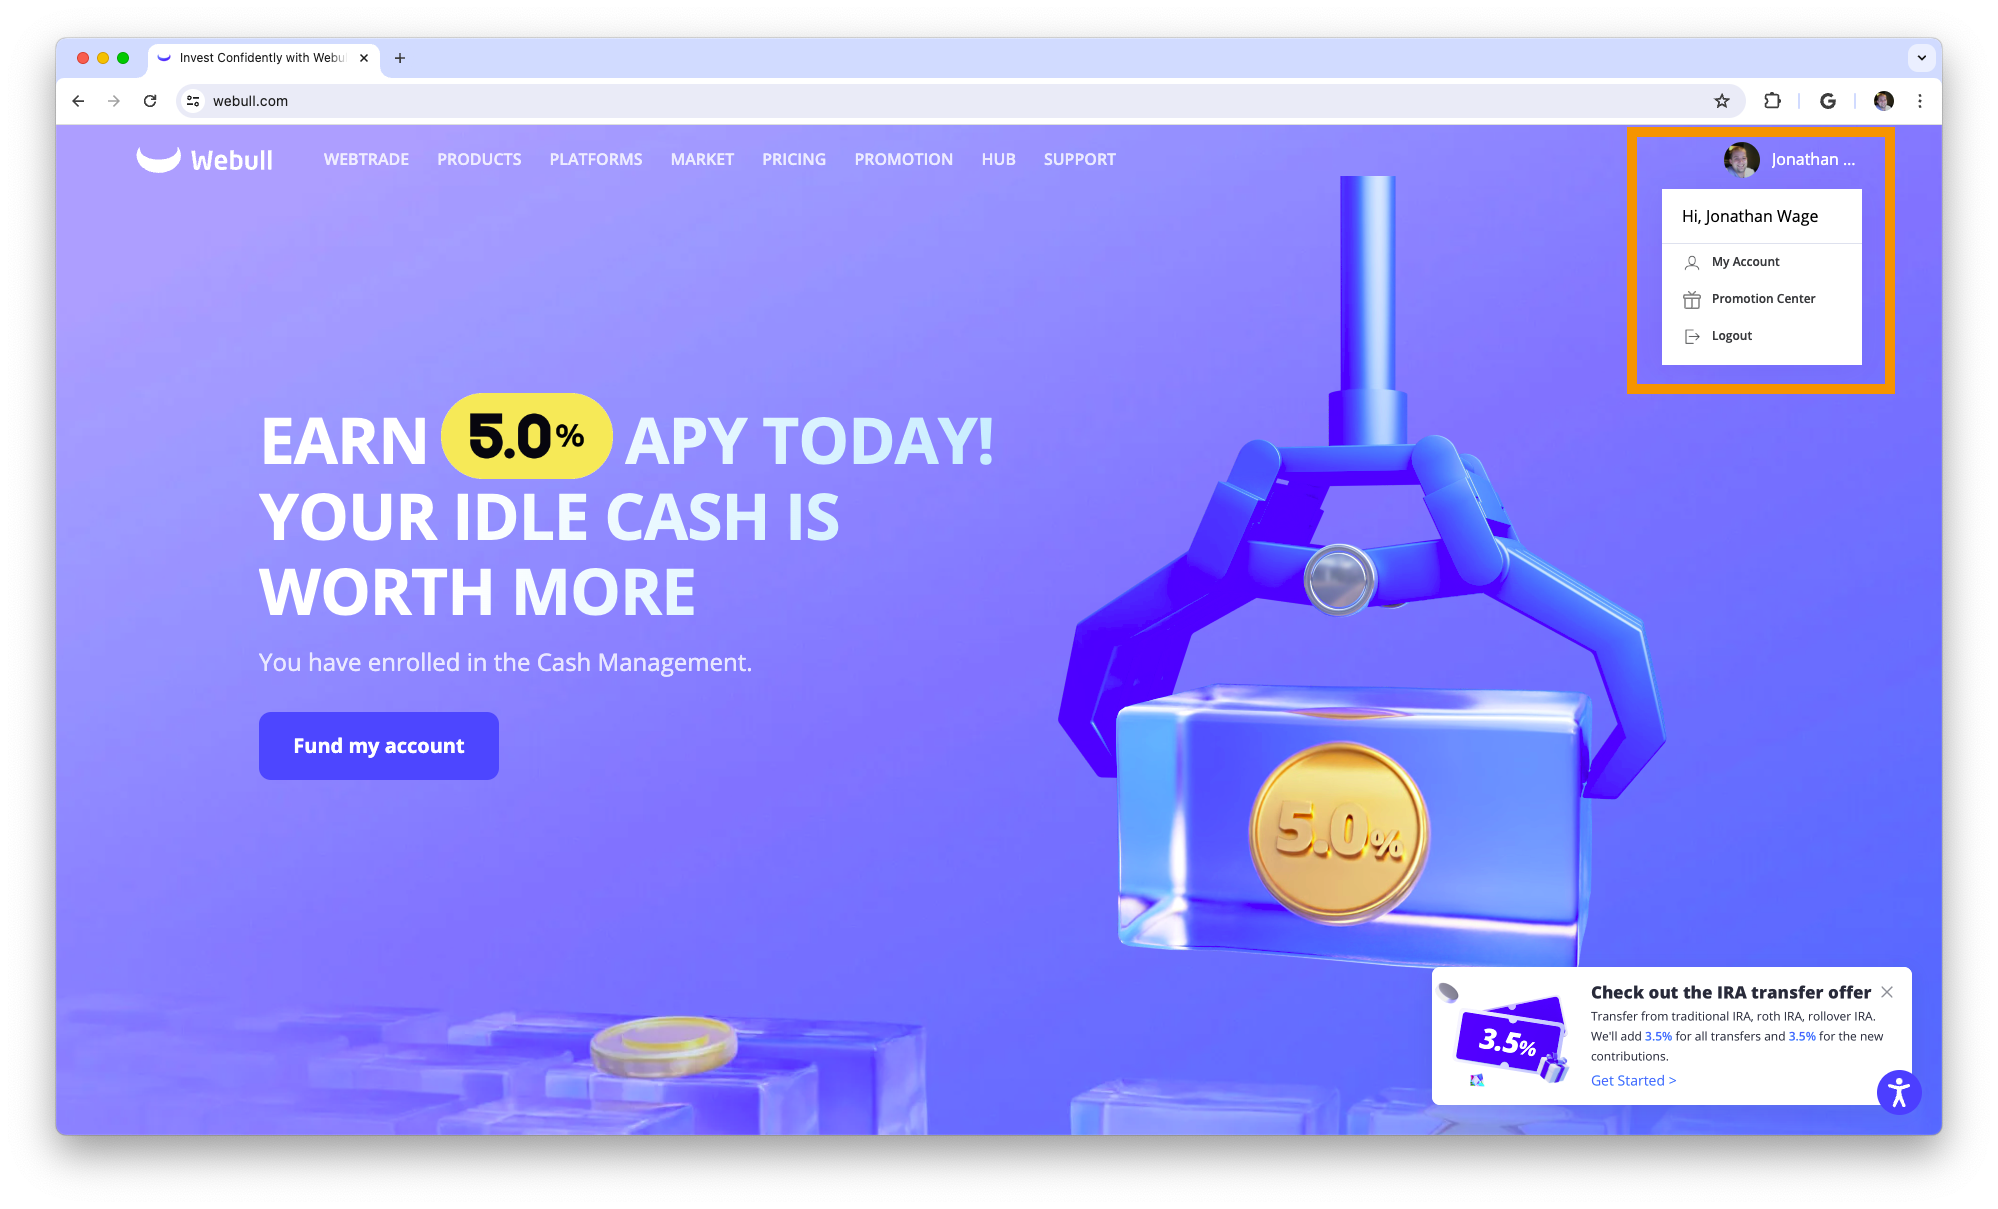 Invest Confidently with Webu
webull.com
Webull
WEBTRADE PRODUCTS PLATFORMS MARKET PRICING PROMOTION HUB SUPPORT
Jonathan ...
Hi, Jonathan Wage
My Account
Promotion Center
Logout
EARN 5.0% APY TODAY!
YOUR IDLE CASH IS
WORTH MORE
You have enrolled in the Cash Management.
Fund my account
5.0%
3.5%
Check out the IRA transfer offer
Transfer from traditional IRA, roth IRA, rollover IRA.
We'll add 3.5% for all transfers and 3.5% for the new
contributions.
Get Started >